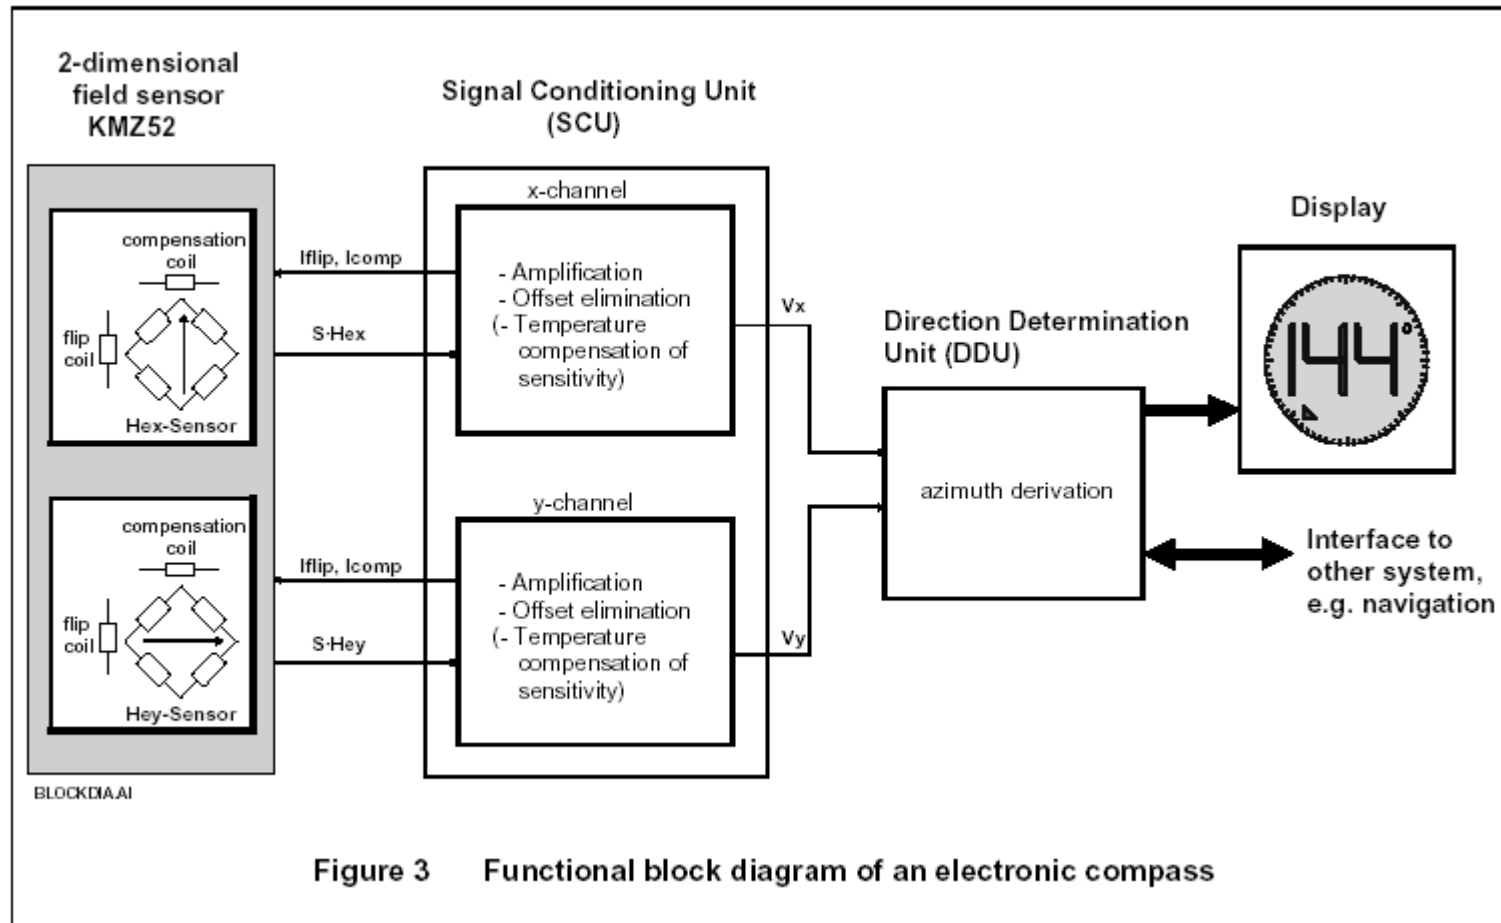 2-dimensional
field sensor
KMZ52
compensation
coil
flip
coil
Hex-Sensor
compensation
coil
flip
coil
Hey-Sensor
BLOCKDIA.AI
Iflip, Icomp
S·Hex
Iflip, Icomp
S·Hey
Signal Conditioning Unit
(SCU)
x-channel
- Amplification
- Offset elimination
(- Temperature
compensation of
sensitivity)
y-channel
- Amplification
- Offset elimination
(- Temperature
compensation of
sensitivity)
Vx
Vy
Direction Determination
Unit (DDU)
azimuth derivation
Display
144°
Interface to
other system,
e.g. navigation
Figure 3 Functional block diagram of an electronic compass